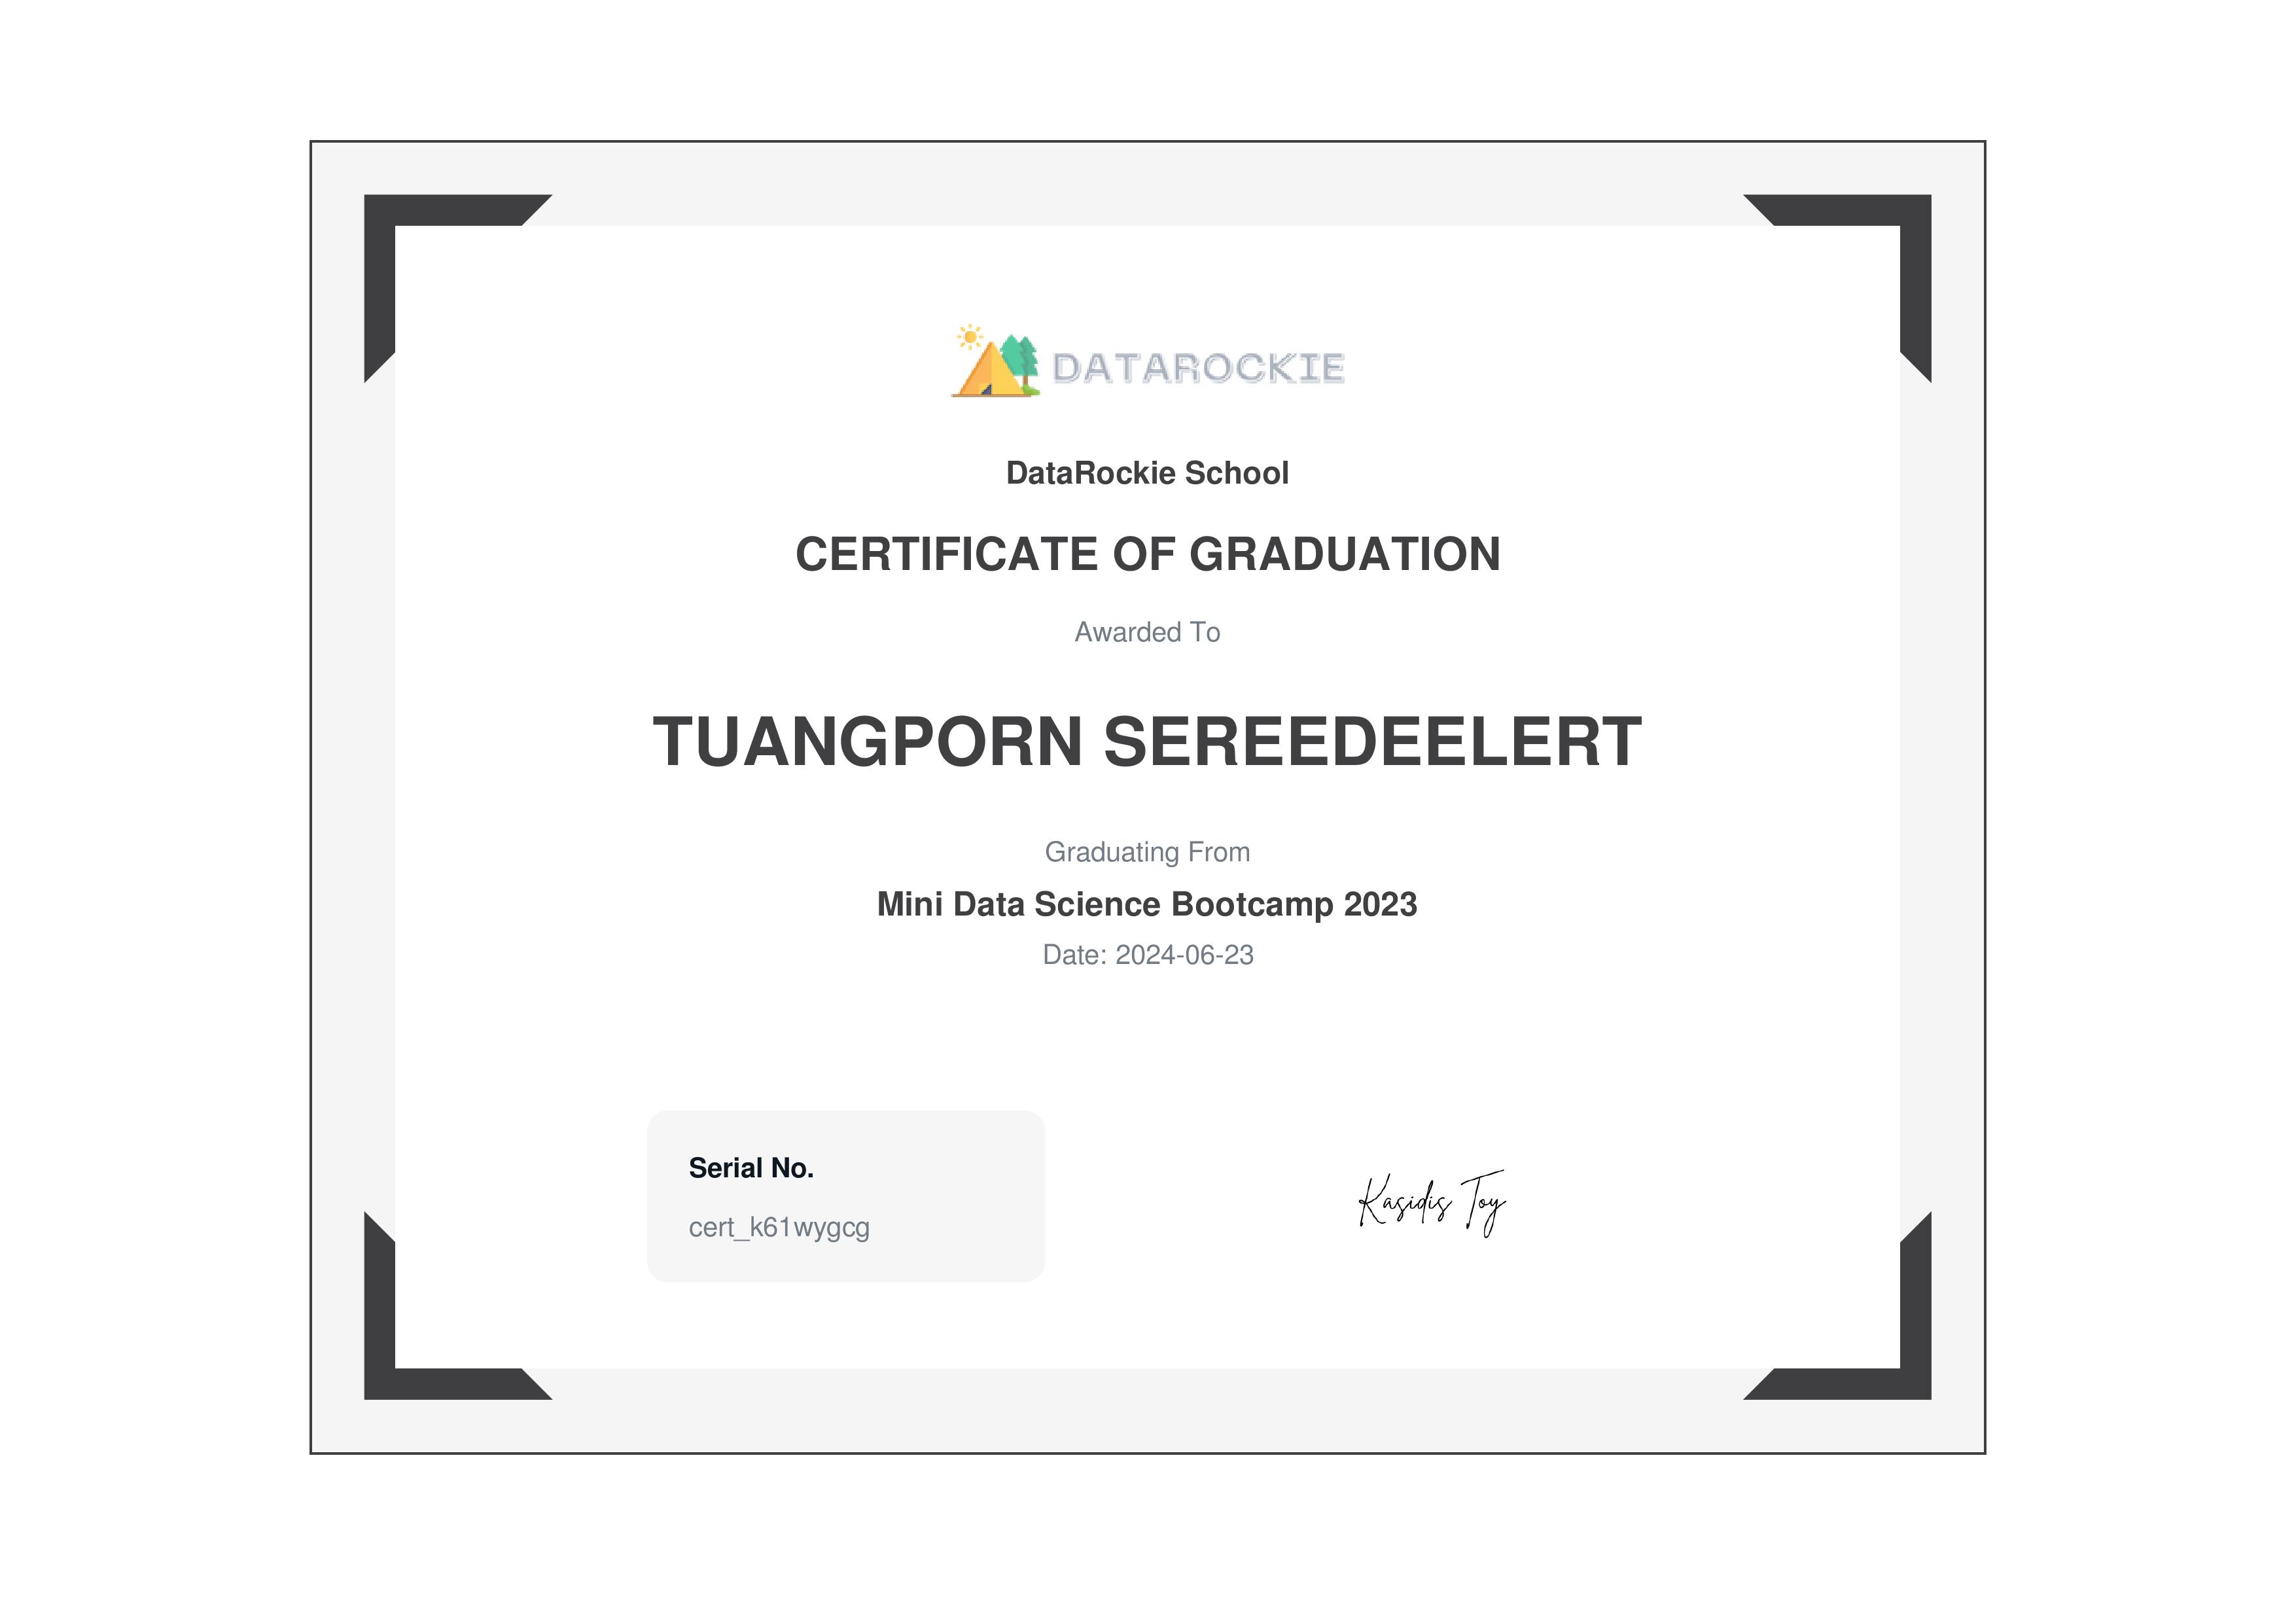 DATAROCKIE
DataRockie School
CERTIFICATE OF GRADUATION
Awarded To
TUANGPORN SEREEDEELERT
Graduating From
Mini Data Science Bootcamp 2023
Date: 2024-06-23
Serial No.
cert_k61wygcg
Kasidis Toy